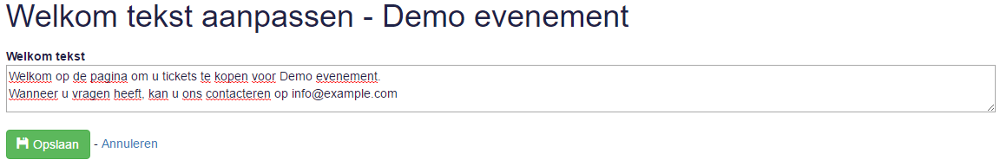 Welkom tekst aanpassen - Demo evenement
Welkom tekst
Welkom op de pagina om u tickets te kopen voor Demo evenement.
Wanneer u vragen heeft, kan u ons contacteren op info@example.com
Opslaan - Annuleren